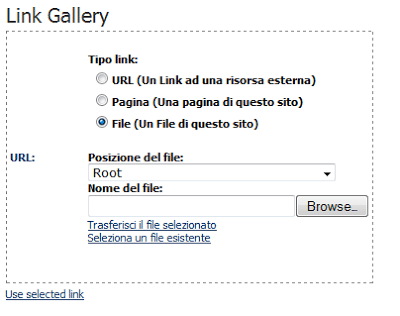 Link Gallery
Tipo link:
URL (Un Link ad una risorsa esterna)
Pagina (Una pagina di questo sito)
File (Un File di questo sito)
URL: Posizione del file:
Root
Nome del file:
Browse...
Trasferisci il file selezionato
Seleziona un file esistente
Use selected link